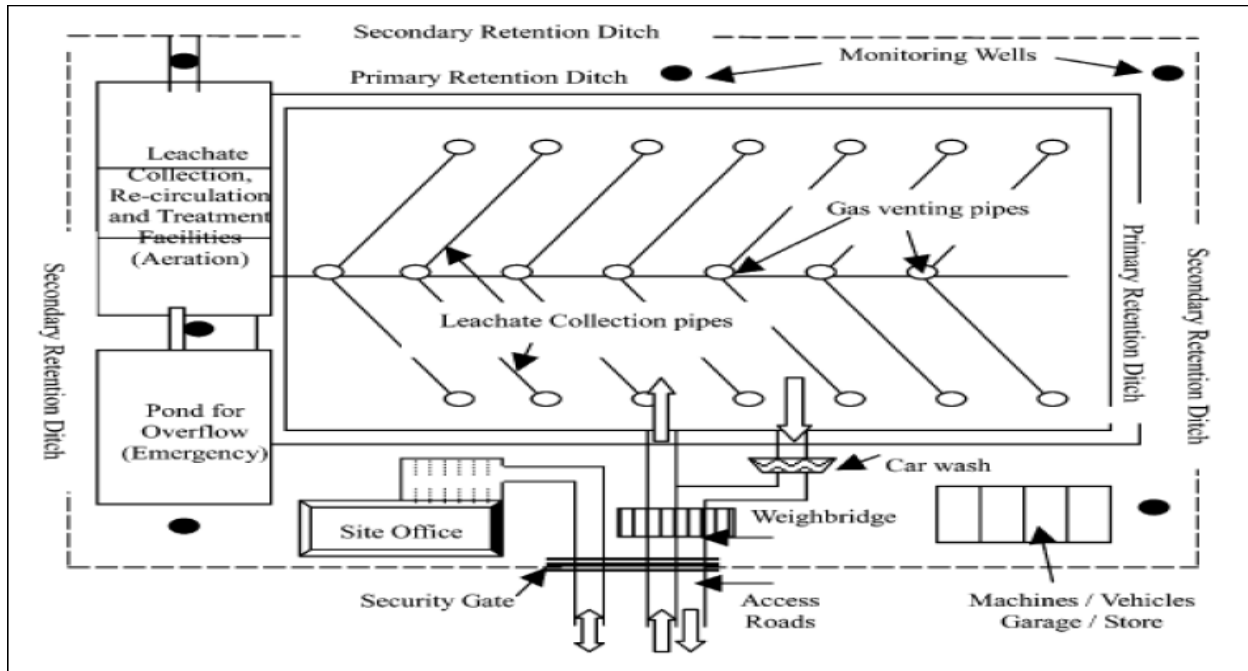 Secondary Retention Ditch
Primary Retention Ditch
Monitoring Wells
Leachate
Collection,
Re-circulation
and Treatment
Facilities
(Aeration)
Gas venting pipes
Leachate Collection pipes
Primary Retention Ditch
Secondary Retention Ditch
Secondary Retention Ditch
Pond for
Overflow
(Emergency)
Car wash
Site Office
Weighbridge
Security Gate
Access
Roads
Machines / Vehicles
Garage / Store